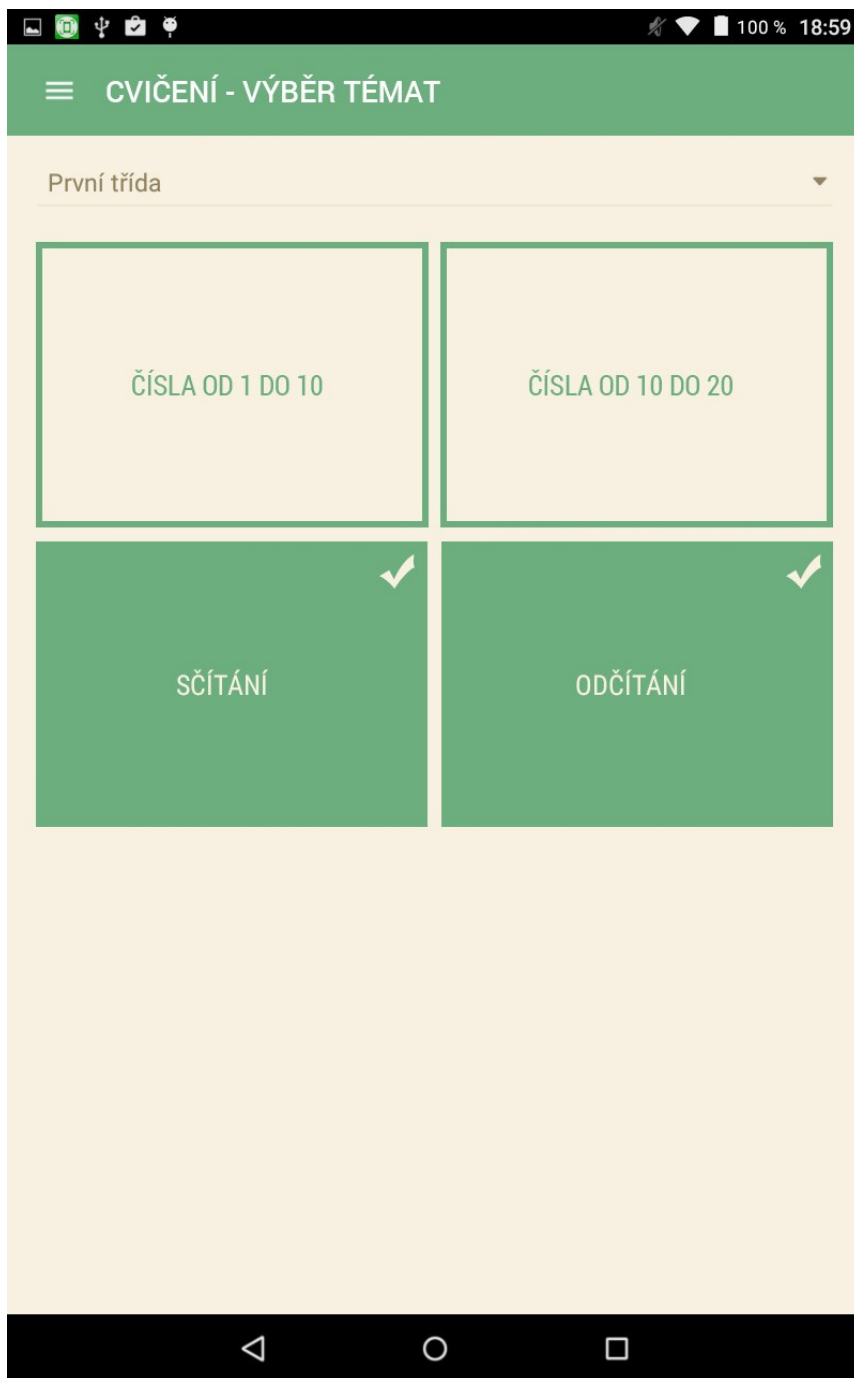 100 % 18:59
CVIČENÍ - VÝBĚR TÉMAT
První třída
ČÍSLA OD 1 DO 10
ČÍSLA OD 10 DO 20
SČÍTÁNÍ
ODČÍTÁNÍ